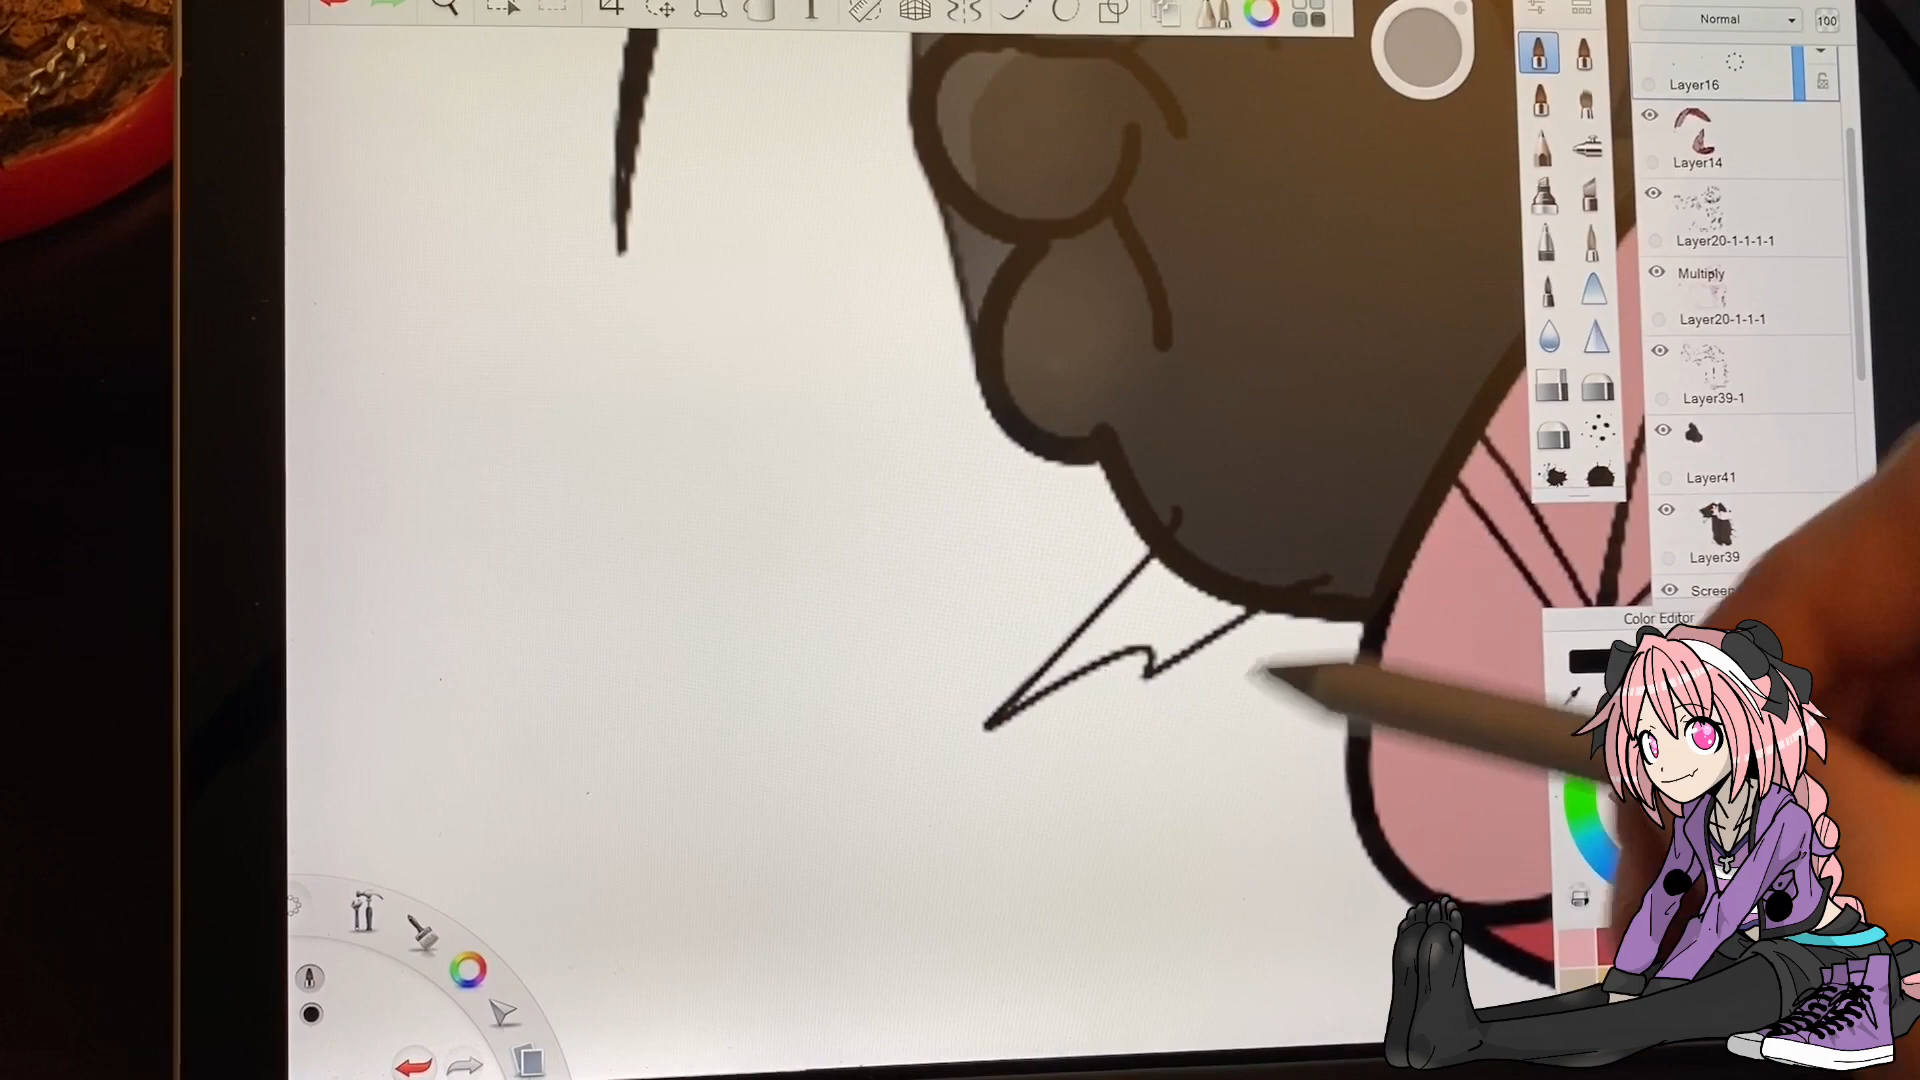 Normal
100
Layer16
Layer14
Layer20-1-1-1-1
Multiply
Layer20-1-1-1
Layer39-1
Layer41
Layer39
Screen
Color Editor